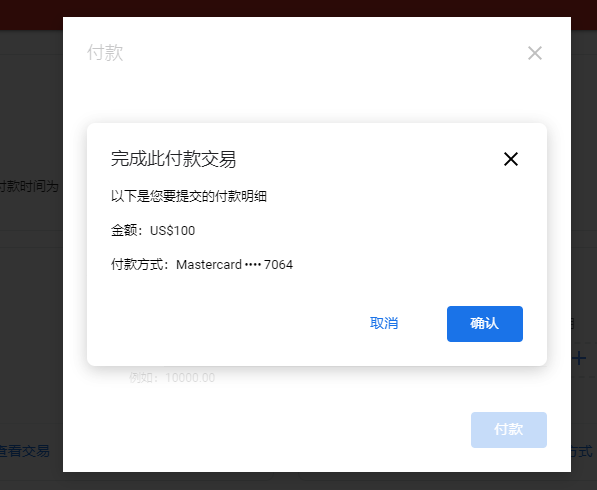 付款
完成此付款交易
付款时间为
以下是您要提交的付款明细
金额：US$100
付款方式：Mastercard •••• 7064
取消
确认
例如：10000.00
付款
查看交易
方式